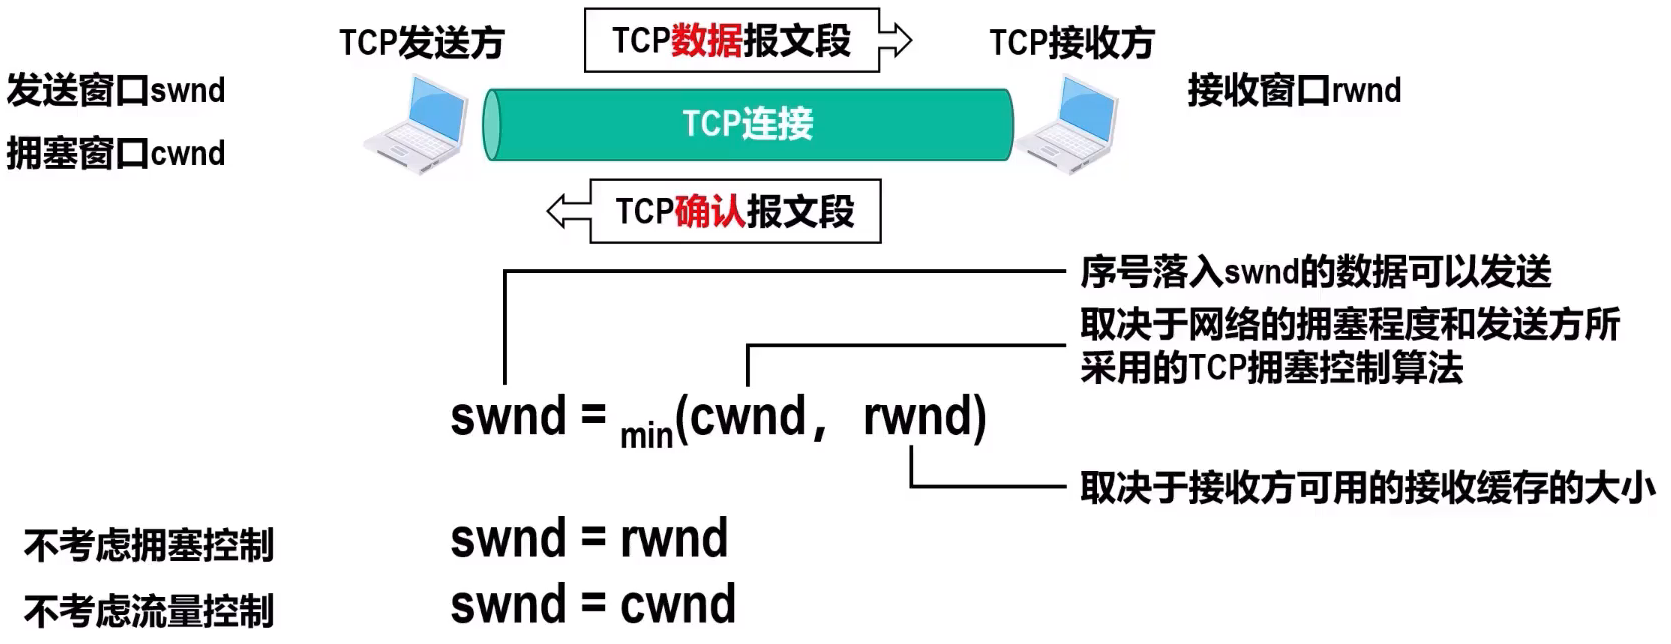 TCP发送方
TCP数据报文段
TCP接收方
发送窗口swnd
接收窗口rwnd
TCP连接
拥塞窗口cwnd
TCP确认报文段
序号落入swnd的数据可以发送
取决于网络的拥塞程度和发送方所
采用的TCP拥塞控制算法
swnd = min(cwnd， rwnd)
取决于接收方可用的接收缓存的大小
不考虑拥塞控制
swnd = rwnd
不考虑流量控制
swnd = cwnd